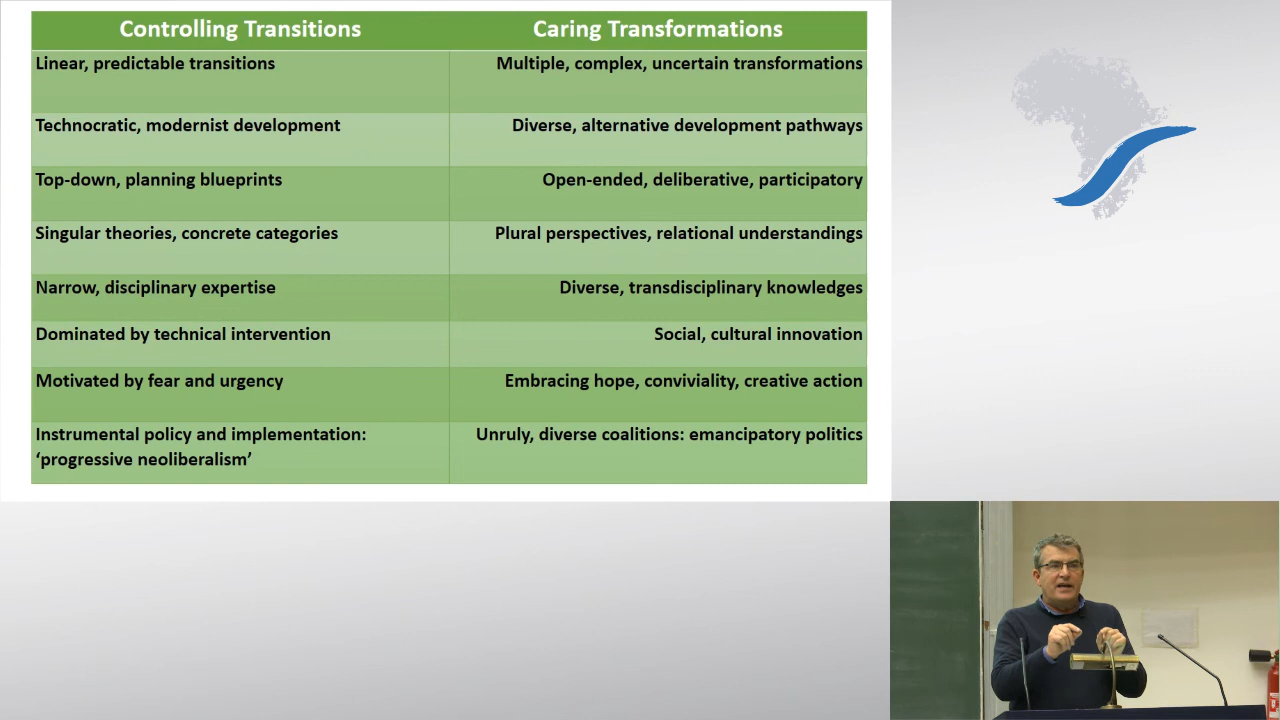 Controlling Transitions
Caring Transformations
Linear, predictable transitions
Multiple, complex, uncertain transformations
Technocratic, modernist development
Diverse, alternative development pathways
Top-down, planning blueprints
Open-ended, deliberative, participatory
Singular theories, concrete categories
Plural perspectives, relational understandings
Narrow, disciplinary expertise
Diverse, transdisciplinary knowledges
Dominated by technical intervention
Social, cultural innovation
Motivated by fear and urgency
Embracing hope, conviviality, creative action
Instrumental policy and implementation:
‘progressive neoliberalism’
Unruly, diverse coalitions: emancipatory politics